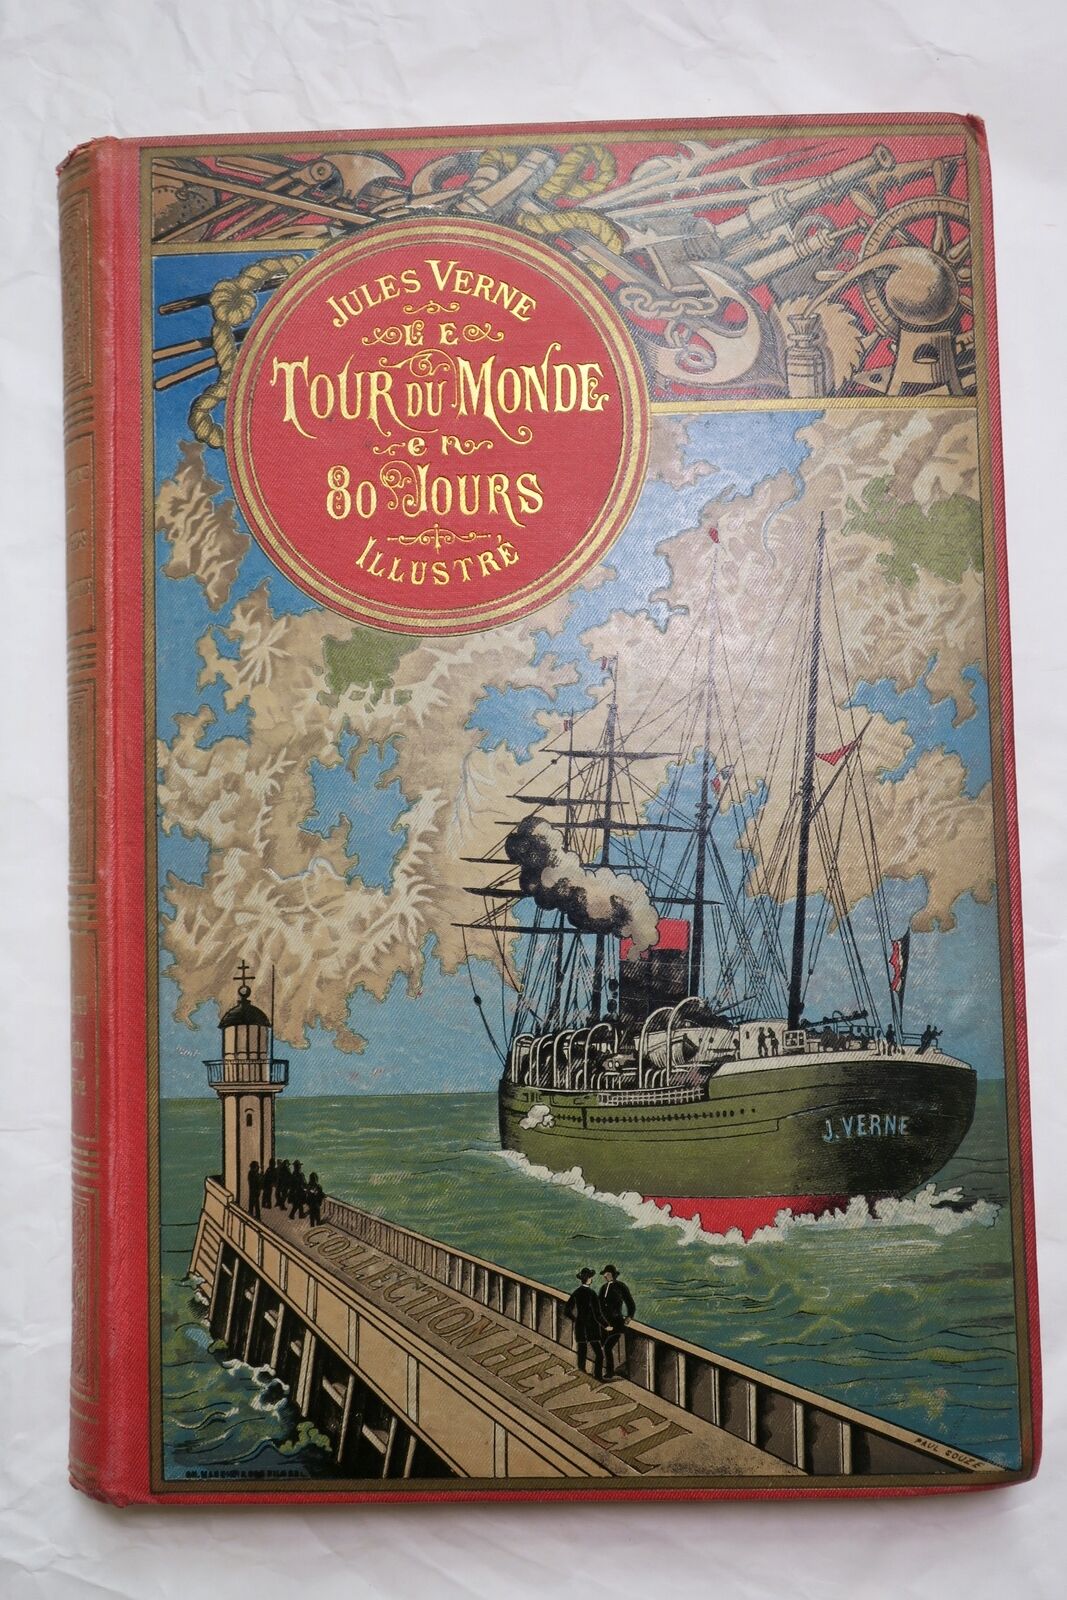 JULES VERNE
LE
TOUR DU MONDE
en
80 JOURS
ILLUSTRÉ
J. VERNE
COLLECTION HETZEL
PAUL SOUZE